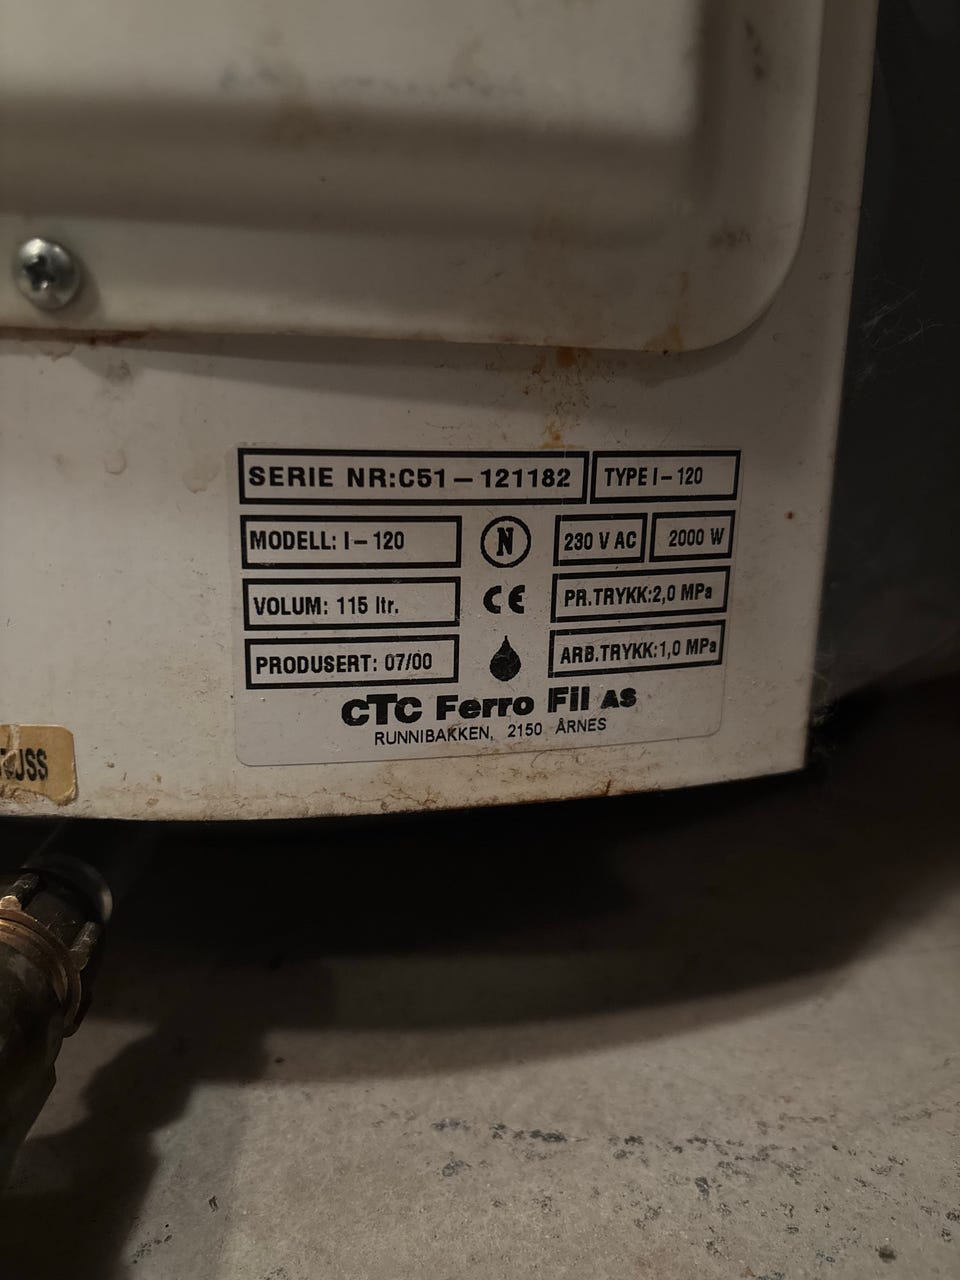 SERIE NR:C51–121182 TYPE I–120
MODELL: I–120 N 230 V AC 2000 W
VOLUM: 115 ltr. CE PR.TRYKK:2,0 MPa
PRODUSERT: 07/00 ARB.TRYKK:1,0 MPa
CTC Ferro Fil AS
RUNNIBAKKEN, 2150 ÅRNES